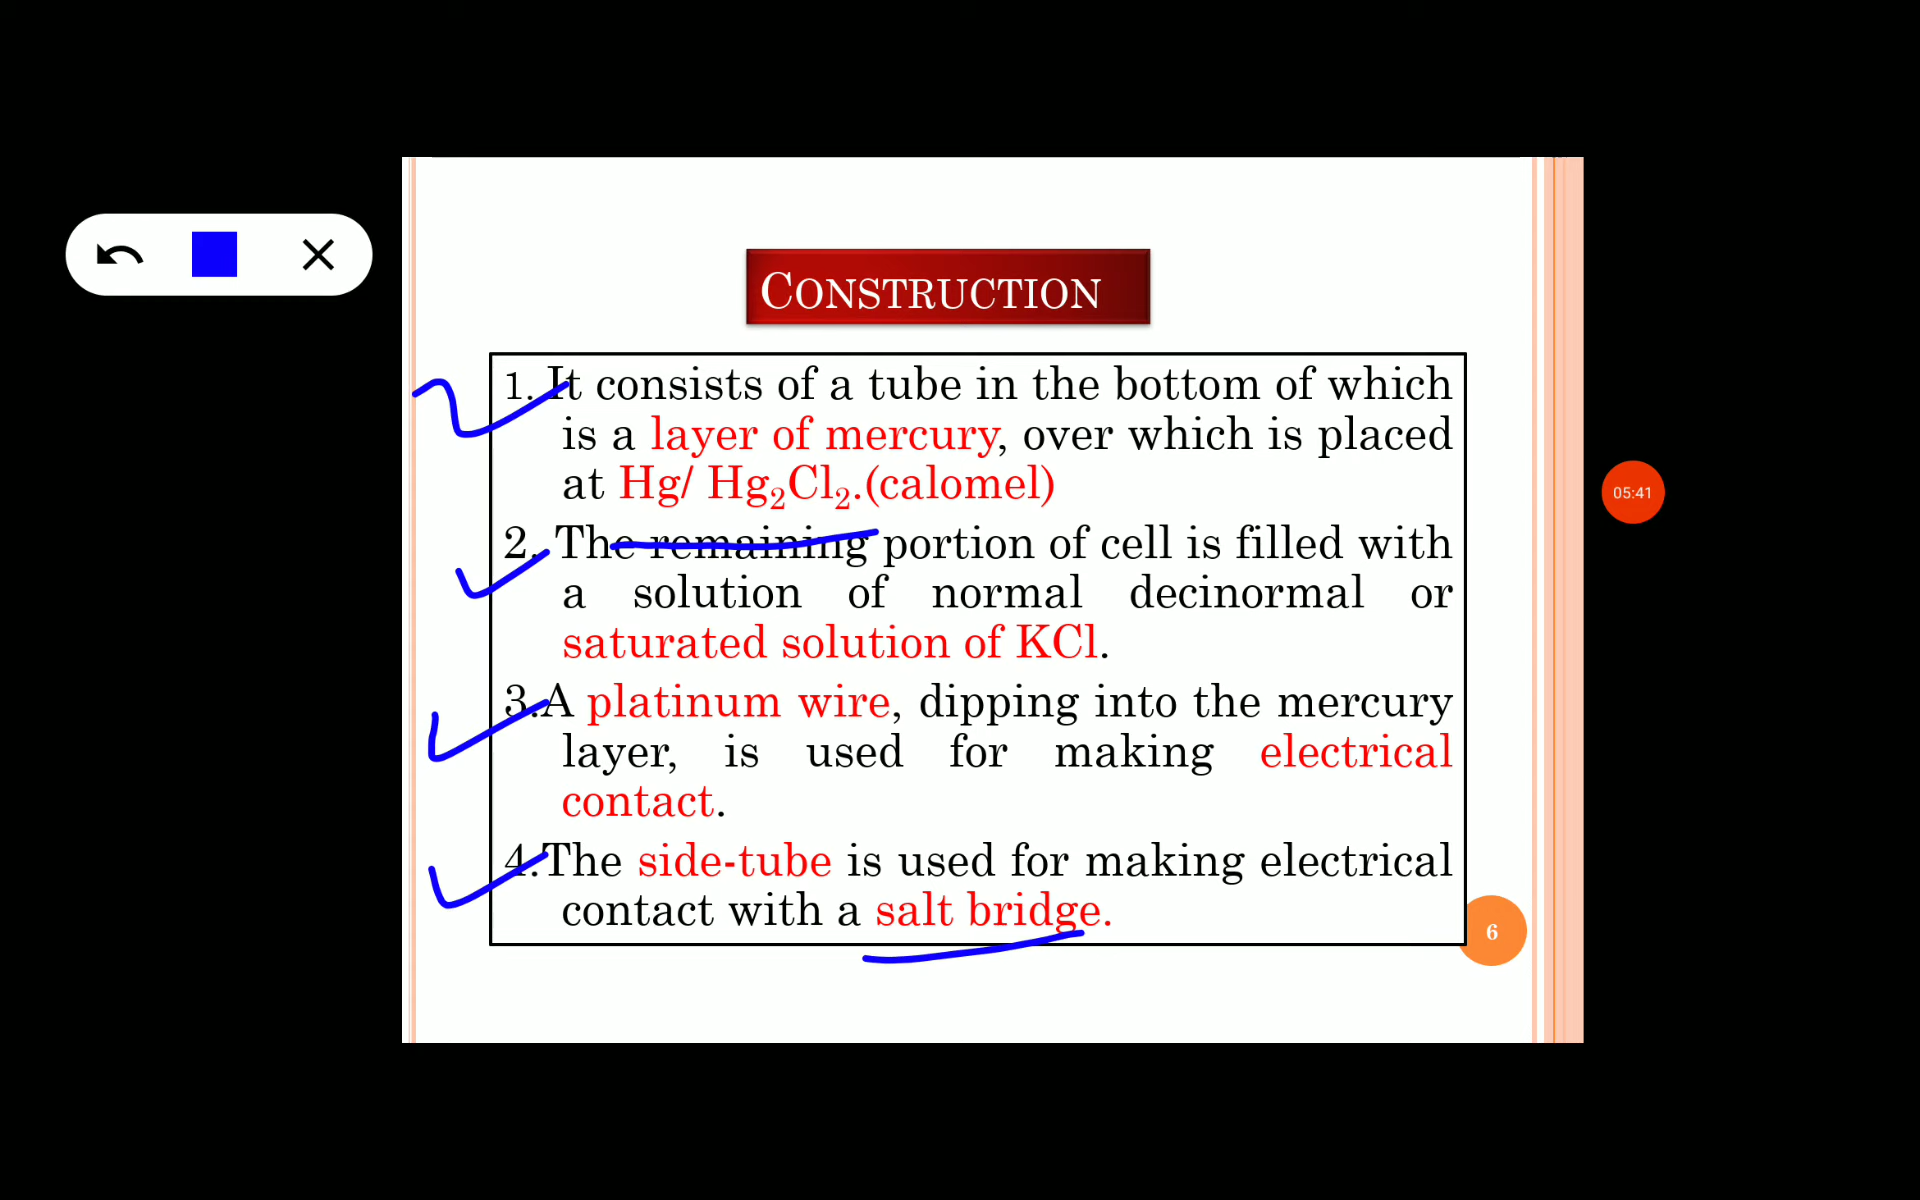 CONSTRUCTION
1. It consists of a tube in the bottom of which
is a layer of mercury, over which is placed
at Hg/ Hg₂Cl₂.(calomel)
2. The remaining portion of cell is filled with
a solution of normal decinormal or
saturated solution of KCl.
3.A platinum wire, dipping into the mercury
layer, is used for making electrical
contact.
4.The side-tube is used for making electrical
contact with a salt bridge.
6
05:41